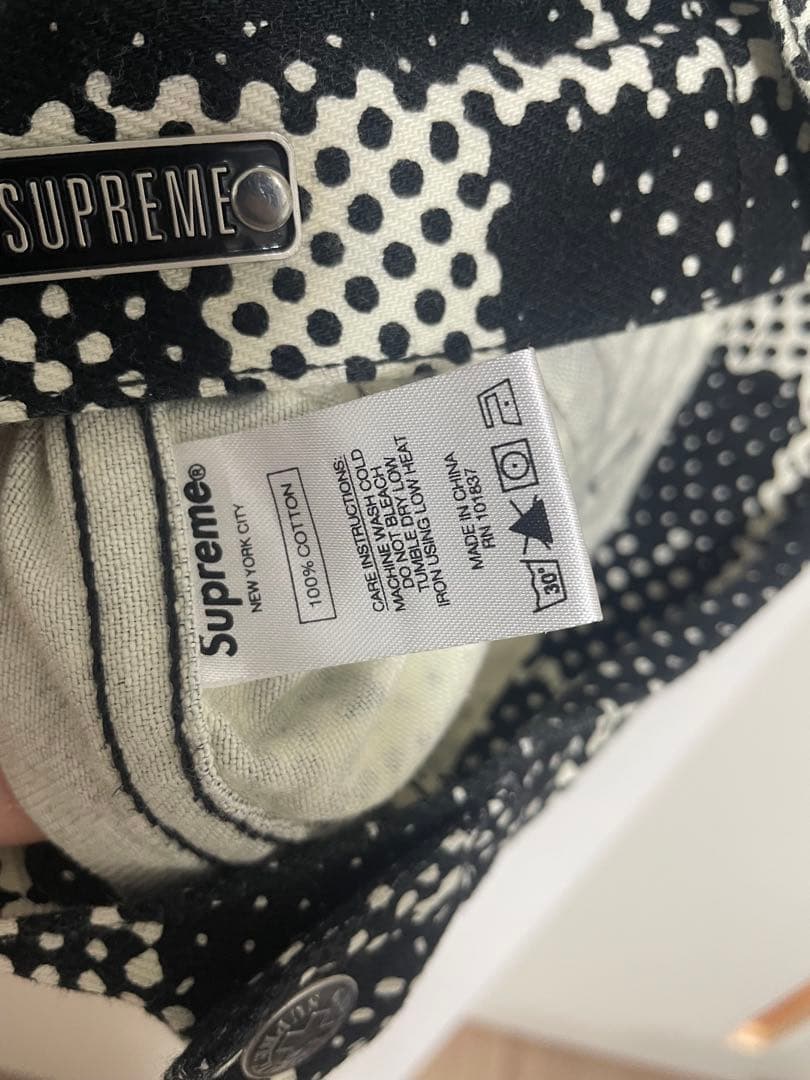 SUPREME
Supreme®
NEW YORK CITY
100% COTTON
CARE INSTRUCTIONS:
MACHINE WASH COLD
DO NOT BLEACH
TUMBLE DRY LOW
IRON USING LOW HEAT
MADE IN CHINA
RN 101837
30°